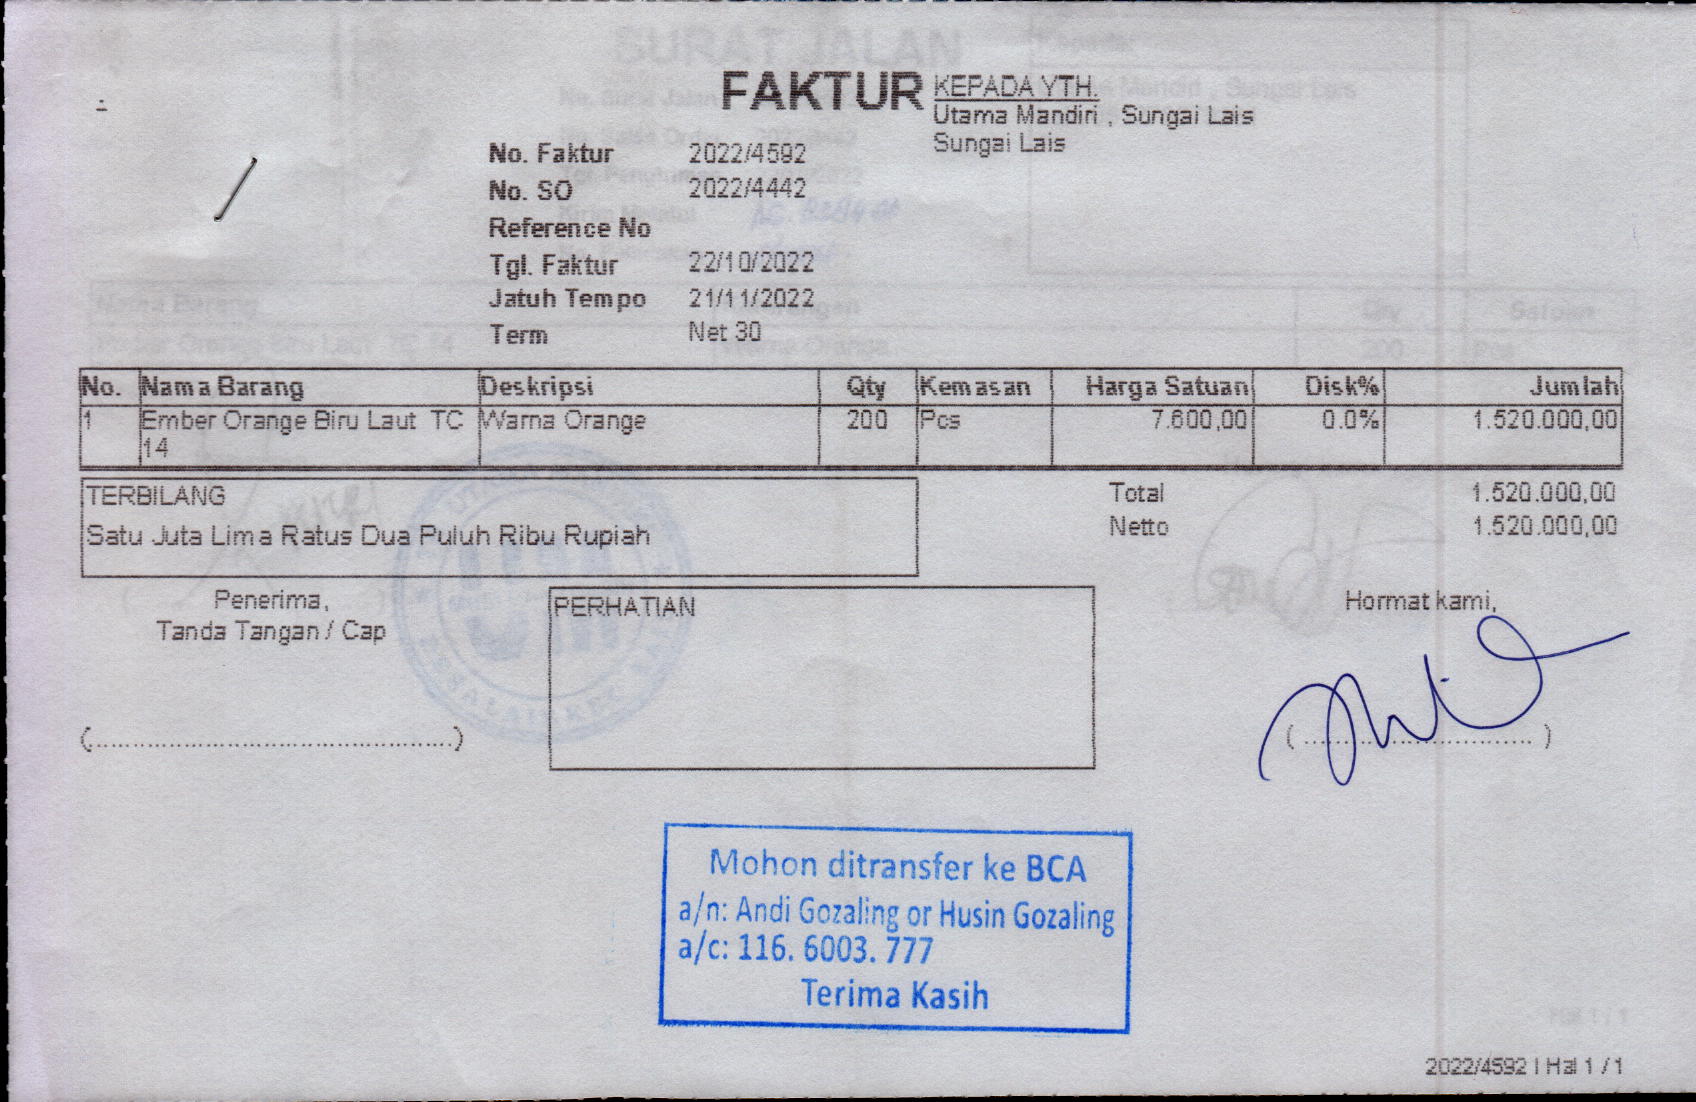 FAKTUR
KEPADA YTH.
Utama Mandiri , Sungai Lais
Sungai Lais
No. Faktur 2022/4592
No. SO 2022/4442
Reference No
Tgl. Faktur 22/10/2022
Jatuh Tempo 21/11/2022
Term Net 30
No. Nama Barang Deskripsi Qty Kemasan Harga Satuan Disk% Jumlah
1 Ember Orange Biru Laut TC Warna Orange 200 Pcs 7.600,00 0.0% 1.520.000,00
14
TERBILANG
Satu Juta Lima Ratus Dua Puluh Ribu Rupiah
Total 1.520.000,00
Netto 1.520.000,00
Penerima,
Tanda Tangan / Cap
PERHATIAN
Hormat kami,
Mohon ditransfer ke BCA
a/n: Andi Gozaling or Husin Gozaling
a/c: 116. 6003. 777
Terima Kasih
2022/4592 | Hal 1 / 1